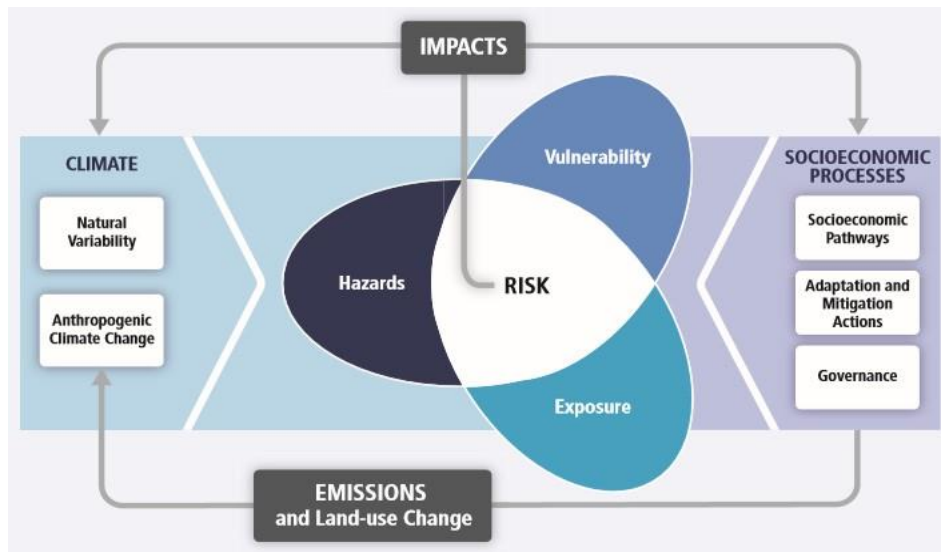 IMPACTS
CLIMATE
Natural
Variability
Anthropogenic
Climate Change
Vulnerability
Hazards
RISK
Exposure
SOCIOECONOMIC
PROCESSES
Socioeconomic
Pathways
Adaptation and
Mitigation
Actions
Governance
EMISSIONS
and Land-use Change